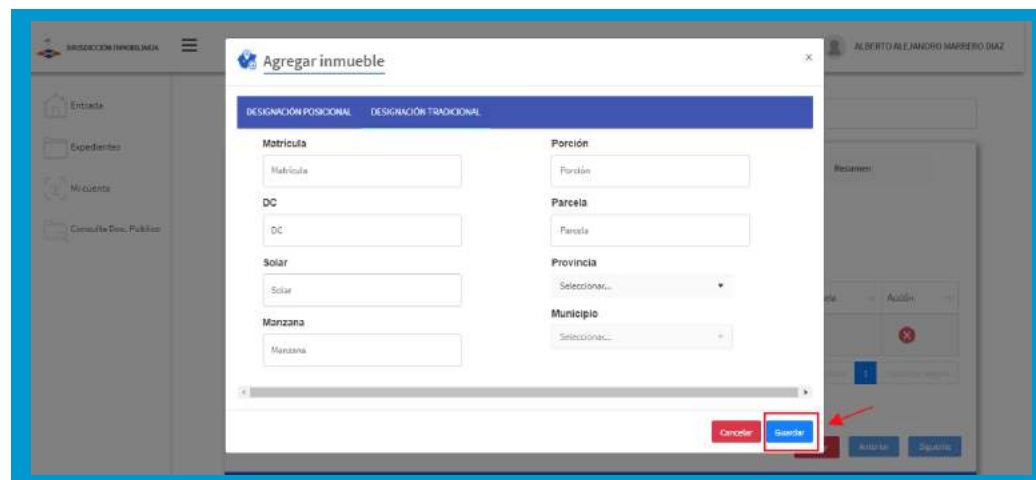 JURISDICCIÓN INMOBILIARIA
ALBERTO ALEJANDRO MARRERO DIAZ
Agregar inmueble
×
Entrada
Expedientes
Mi cuenta
Consulta Doc. Publico
DESIGNACIÓN POSICIONAL DESIGNACIÓN TRADICIONAL
Matrícula
Matrícula
DC
DC
Solar
Solar
Manzana
Manzana
Porción
Porción
Parcela
Parcela
Provincia
Seleccionar...
Municipio
Seleccionar...
Resumen
Acción
1
Cancelar Guardar
Anterior Siguiente